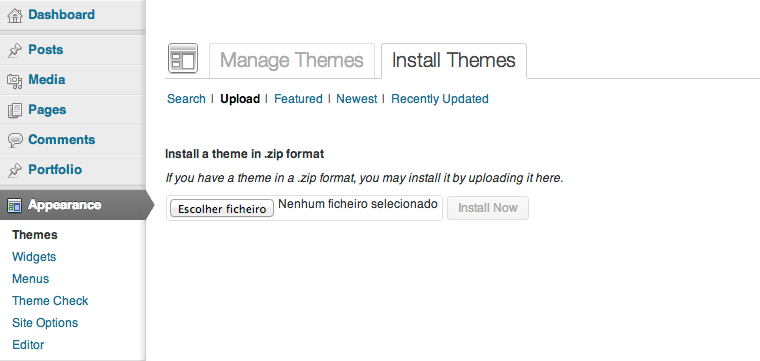 Dashboard
Posts
Media
Pages
Comments
Portfolio
Appearance
Themes
Widgets
Menus
Theme Check
Site Options
Editor
Manage Themes
Install Themes
Search | Upload | Featured | Newest | Recently Updated
Install a theme in .zip format
If you have a theme in a .zip format, you may install it by uploading it here.
Escolher ficheiro Nenhum ficheiro selecionado Install Now